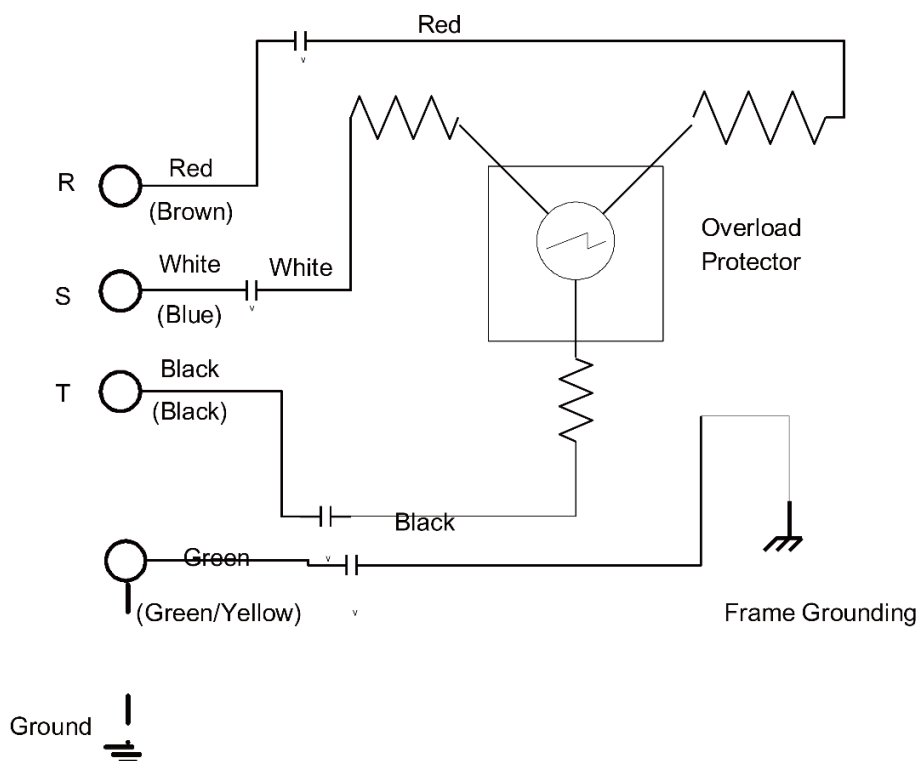 Red
R
Red
(Brown)
Overload
Protector
S
White
White
(Blue)
T
Black
(Black)
Black
Green
(Green/Yellow)
Frame Grounding
Ground
v
v
v
v